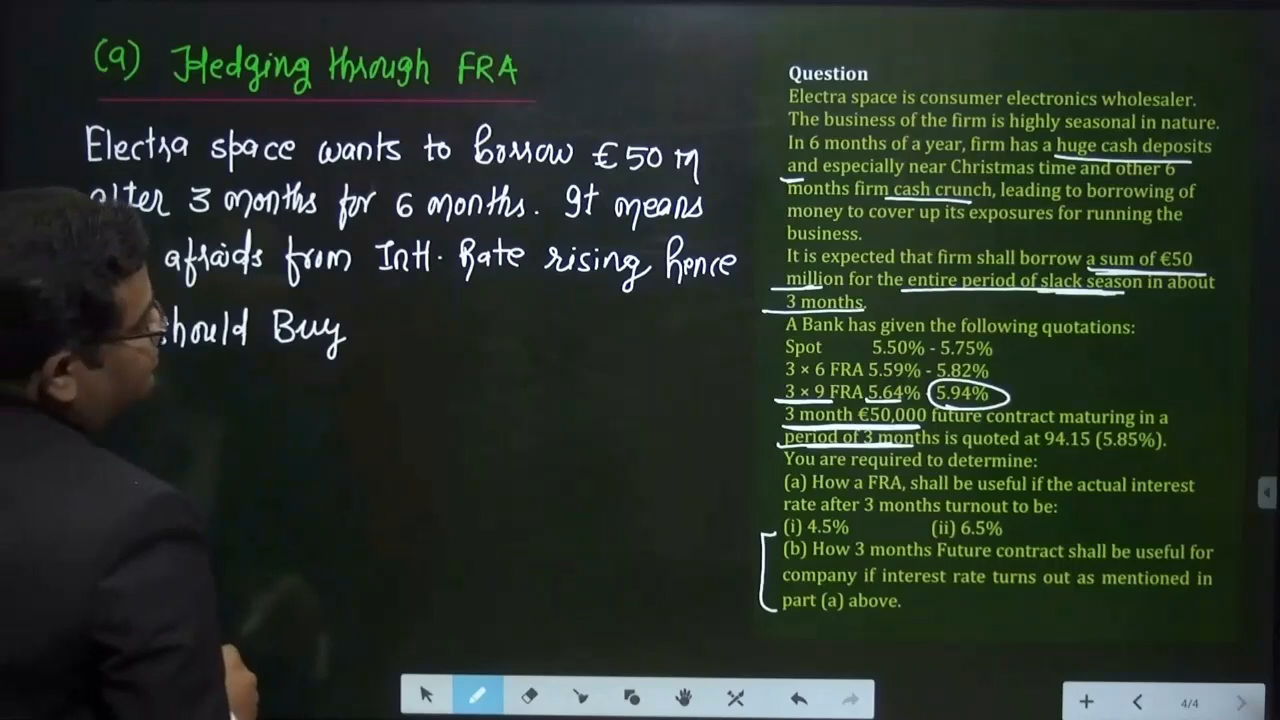 (a) Hedging through FRA
Electra space wants to borrow € 50 m
after 3 months for 6 months. It means
afraids from Intt. Rate rising hence
should Buy
Question
Electra space is consumer electronics wholesaler.
The business of the firm is highly seasonal in nature.
In 6 months of a year, firm has a huge cash deposits
and especially near Christmas time and other 6
months firm cash crunch, leading to borrowing of
money to cover up its exposures for running the
business.
It is expected that firm shall borrow a sum of €50
million for the entire period of slack season in about
3 months.
A Bank has given the following quotations:
Spot 5.50% - 5.75%
3 × 6 FRA 5.59% - 5.82%
3 × 9 FRA 5.64% - 5.94%
3 month €50,000 future contract maturing in a
period of 3 months is quoted at 94.15 (5.85%).
You are required to determine:
(a) How a FRA, shall be useful if the actual interest
rate after 3 months turnout to be:
(i) 4.5% (ii) 6.5%
(b) How 3 months Future contract shall be useful for
company if interest rate turns out as mentioned in
part (a) above.
4/4